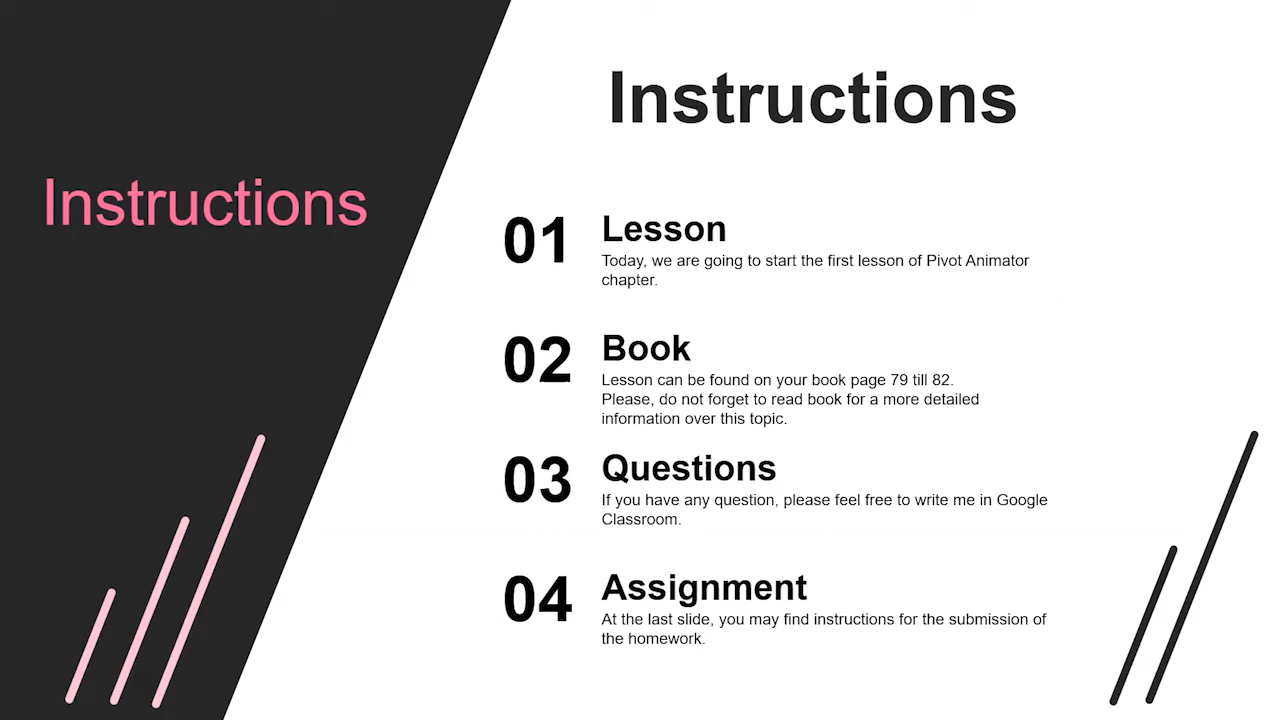 Instructions
Instructions
01 Lesson
Today, we are going to start the first lesson of Pivot Animator
chapter.
02 Book
Lesson can be found on your book page 79 till 82.
Please, do not forget to read book for a more detailed
information over this topic.
03 Questions
If you have any question, please feel free to write me in Google
Classroom.
04 Assignment
At the last slide, you may find instructions for the submission of
the homework.